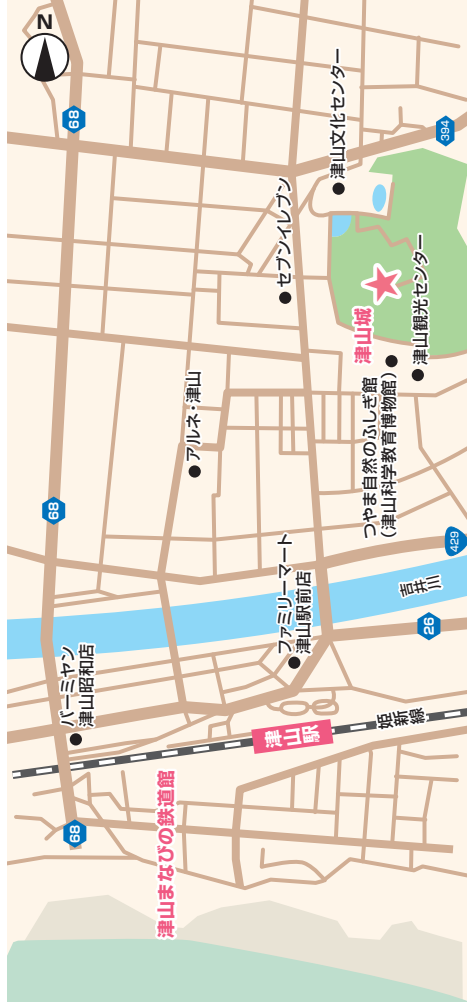 N
68
394
津山文化センター
セブンイレブン
津山城
津山観光センター
つやま自然のふしぎ館
（津山科学教育博物館）
アルネ・津山
68
429
吉井川
ファミリーマート
津山駅前店
26
バーミヤン
津山昭和店
津山駅
姫新線
68
津山まなびの鉄道館